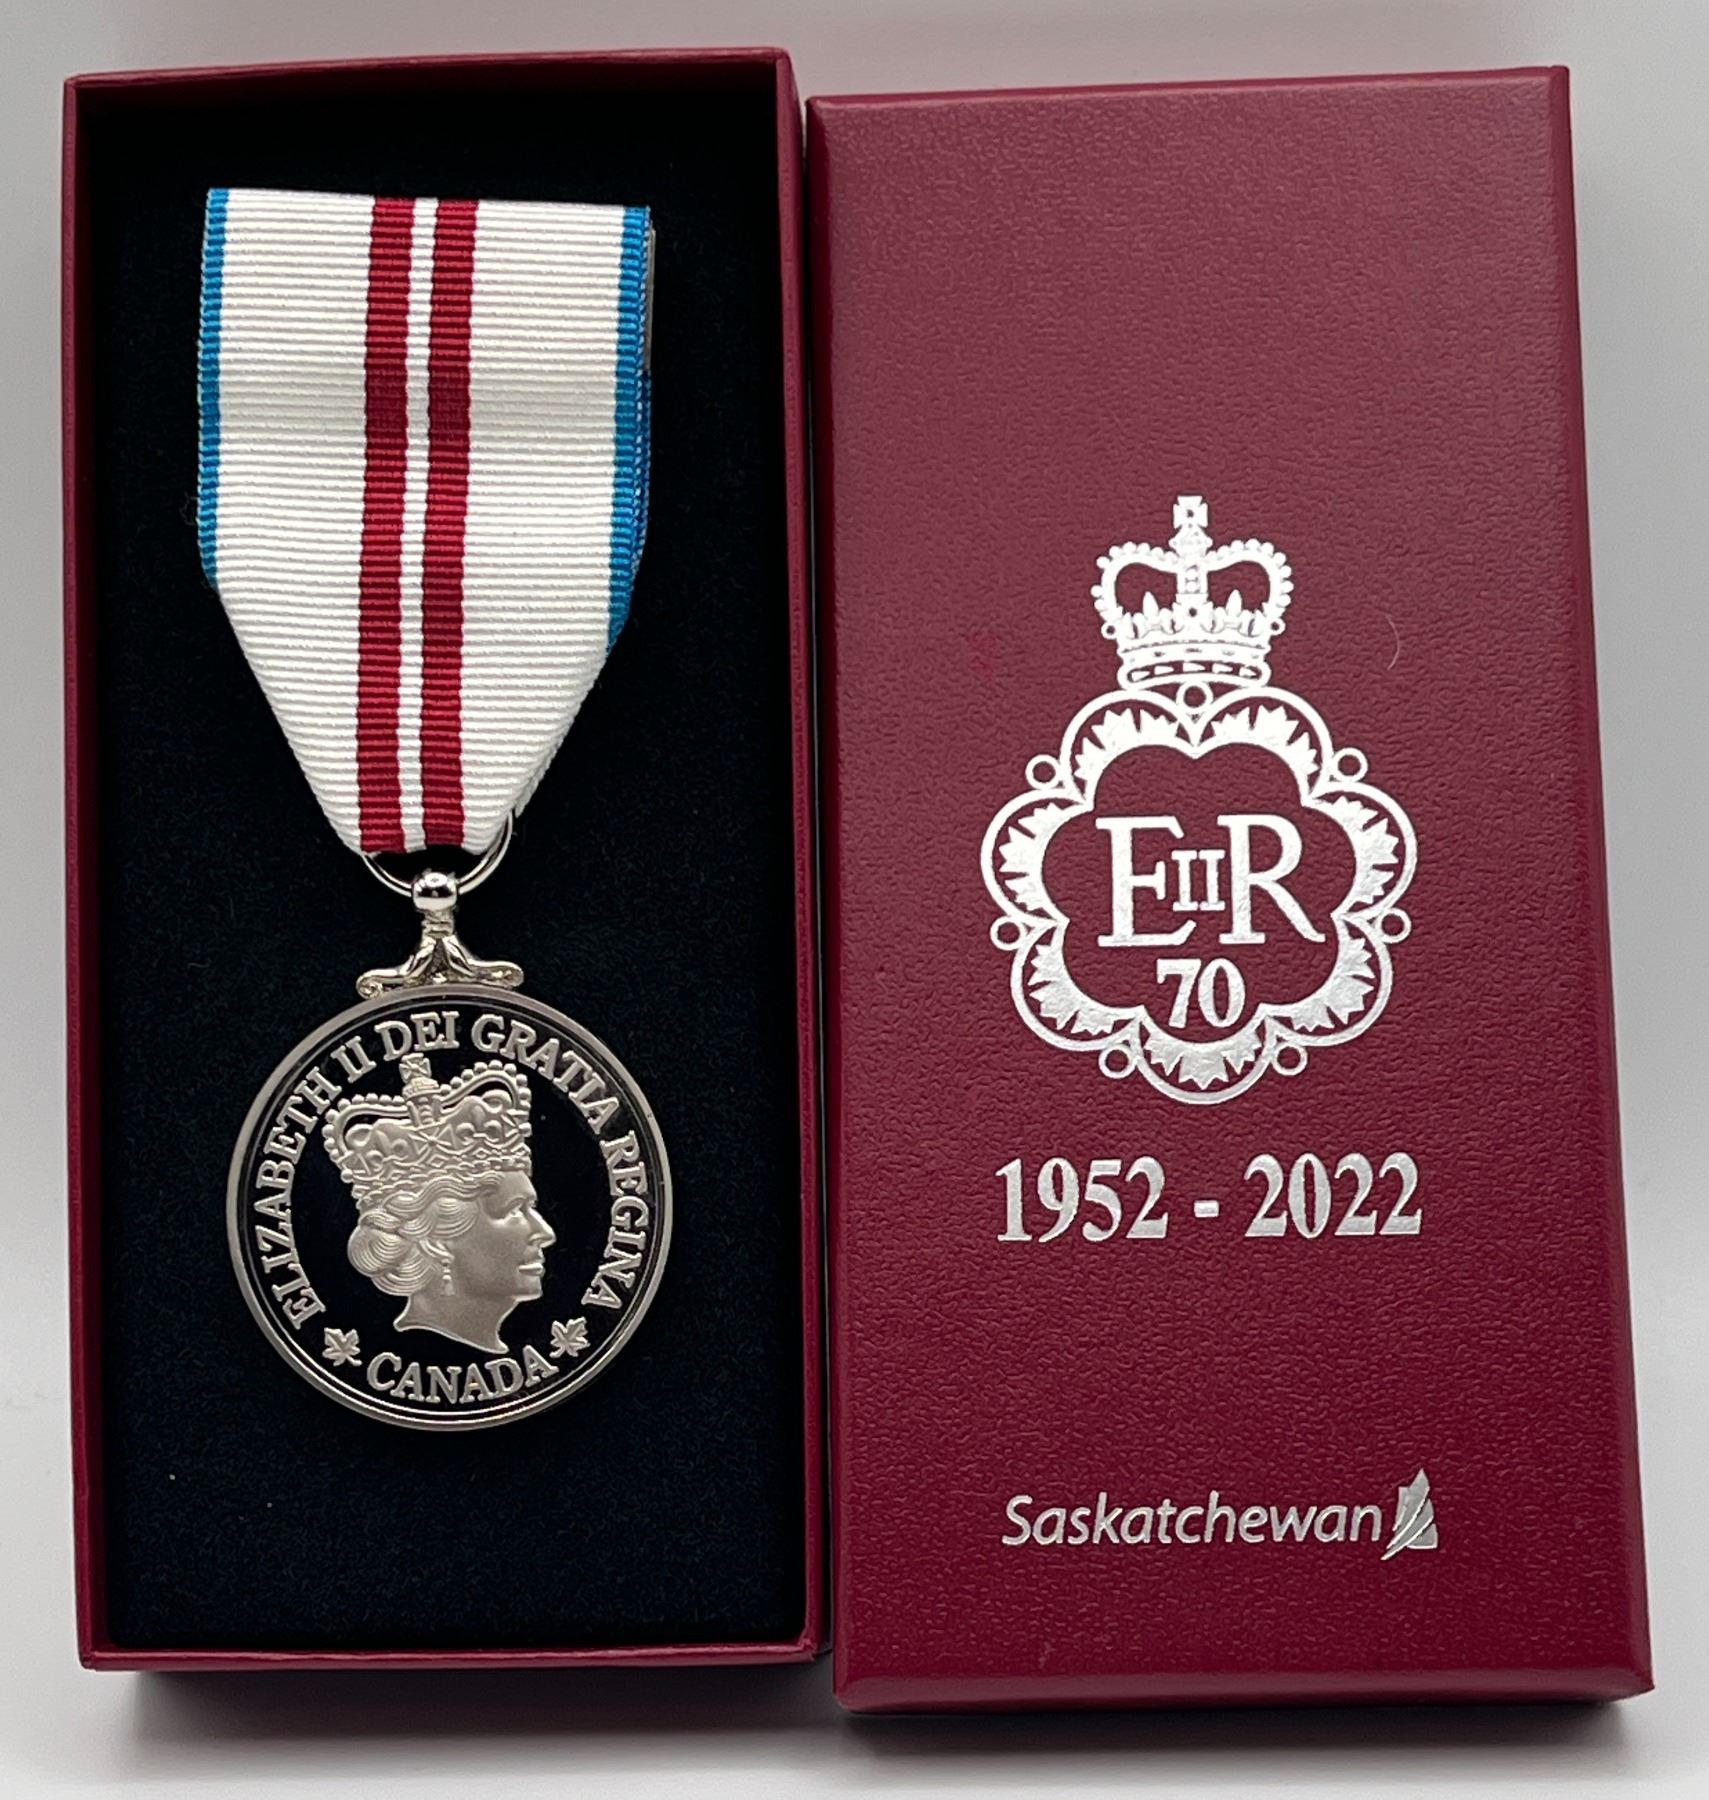 ELIZABETH II DEI GRATIA REGINA
CANADA
EIIR
70
1952 - 2022
Saskatchewan